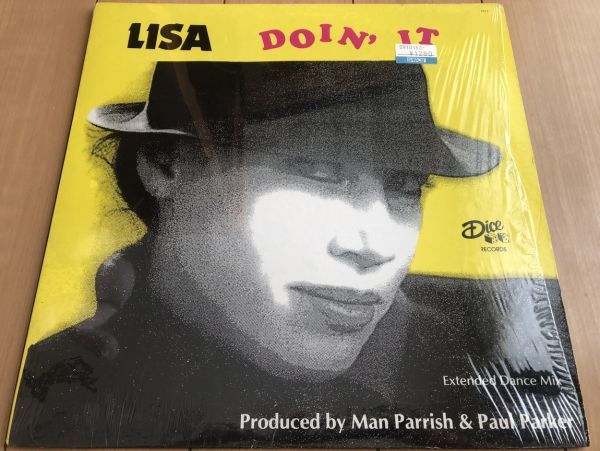 LISA DOIN' IT
¥1280
Dice
RECORDS
Extended Dance Mix
Produced by Man Parrish & Paul Parker